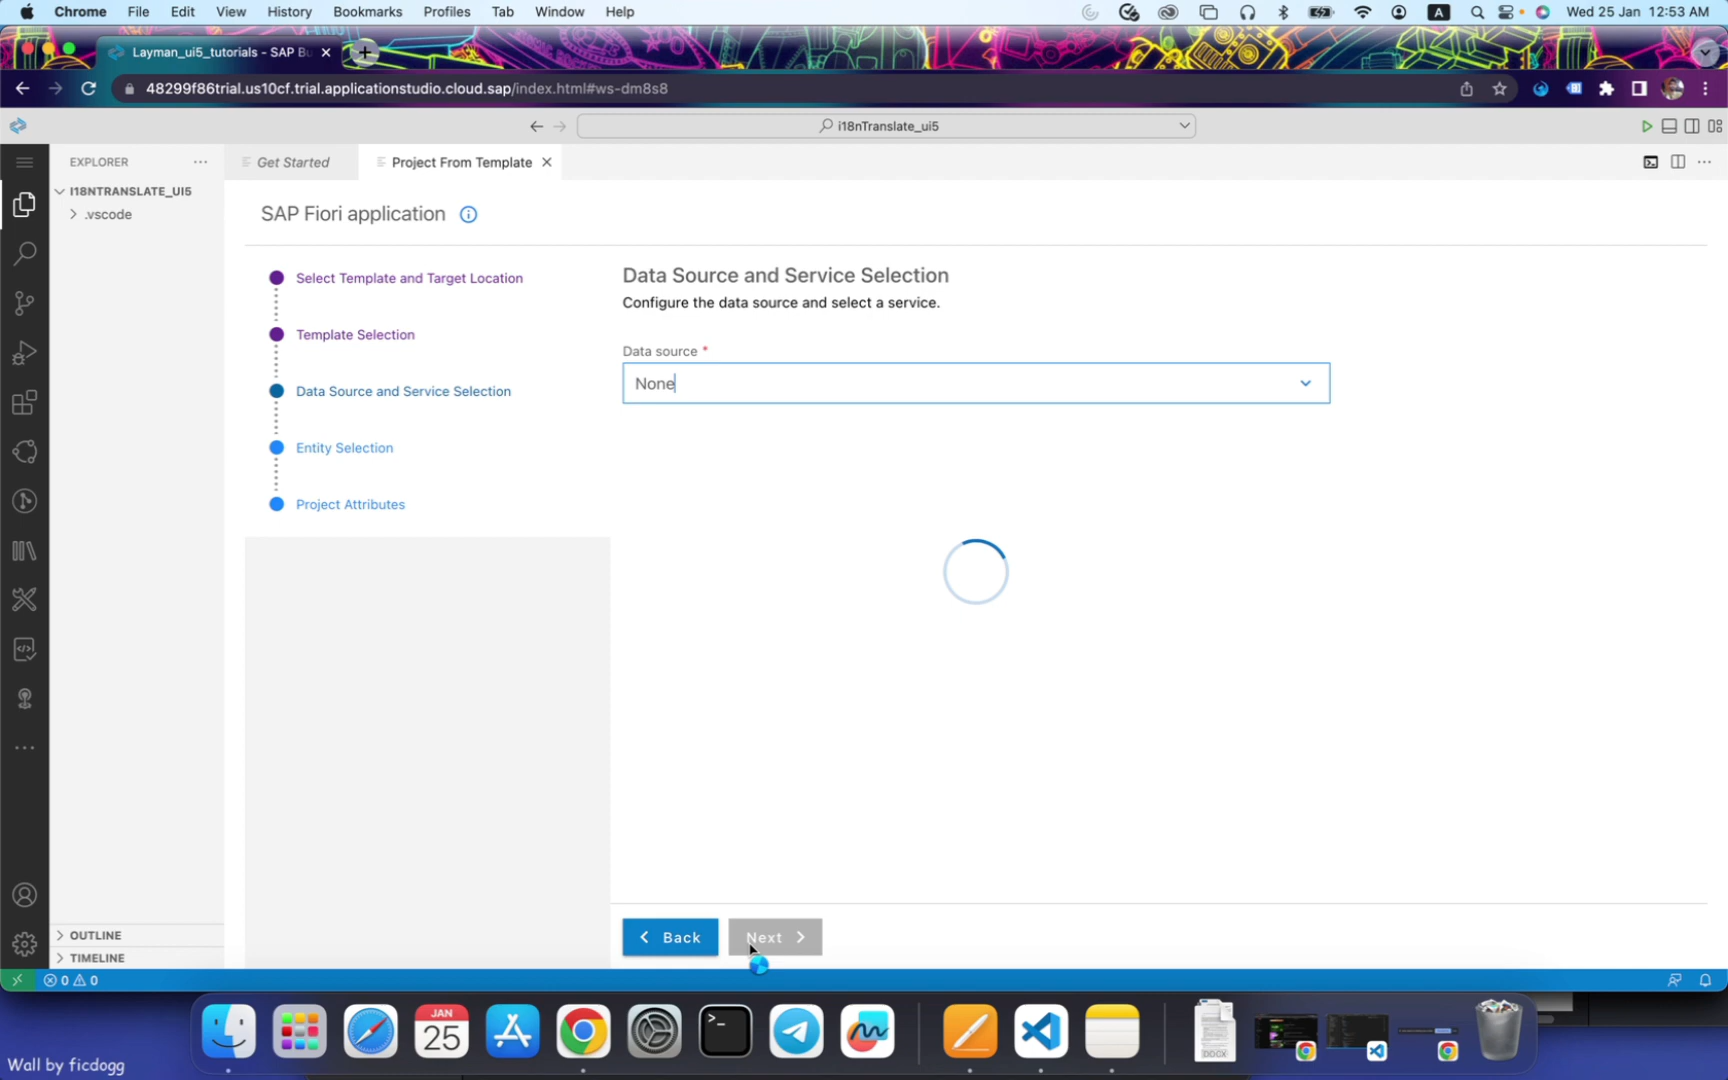 Chrome File Edit View History Bookmarks Profiles Tab Window Help
A
Wed 25 Jan 12:53 AM
Layman_ui5_tutorials - SAP Bu
48299f86trial.us10cf.trial.applicationstudio.cloud.sap/index.html#ws-dm8s8
i18nTranslate_ui5
EXPLORER
Get Started
Project From Template
I18NTRANSLATE_UI5
.vscode
SAP Fiori application
Select Template and Target Location
Template Selection
Data Source and Service Selection
Entity Selection
Project Attributes
Data Source and Service Selection
Configure the data source and select a service.
Data source *
None
Back
Next
OUTLINE
TIMELINE
0 0
JAN
25
DOCX
Wall by ficdogg